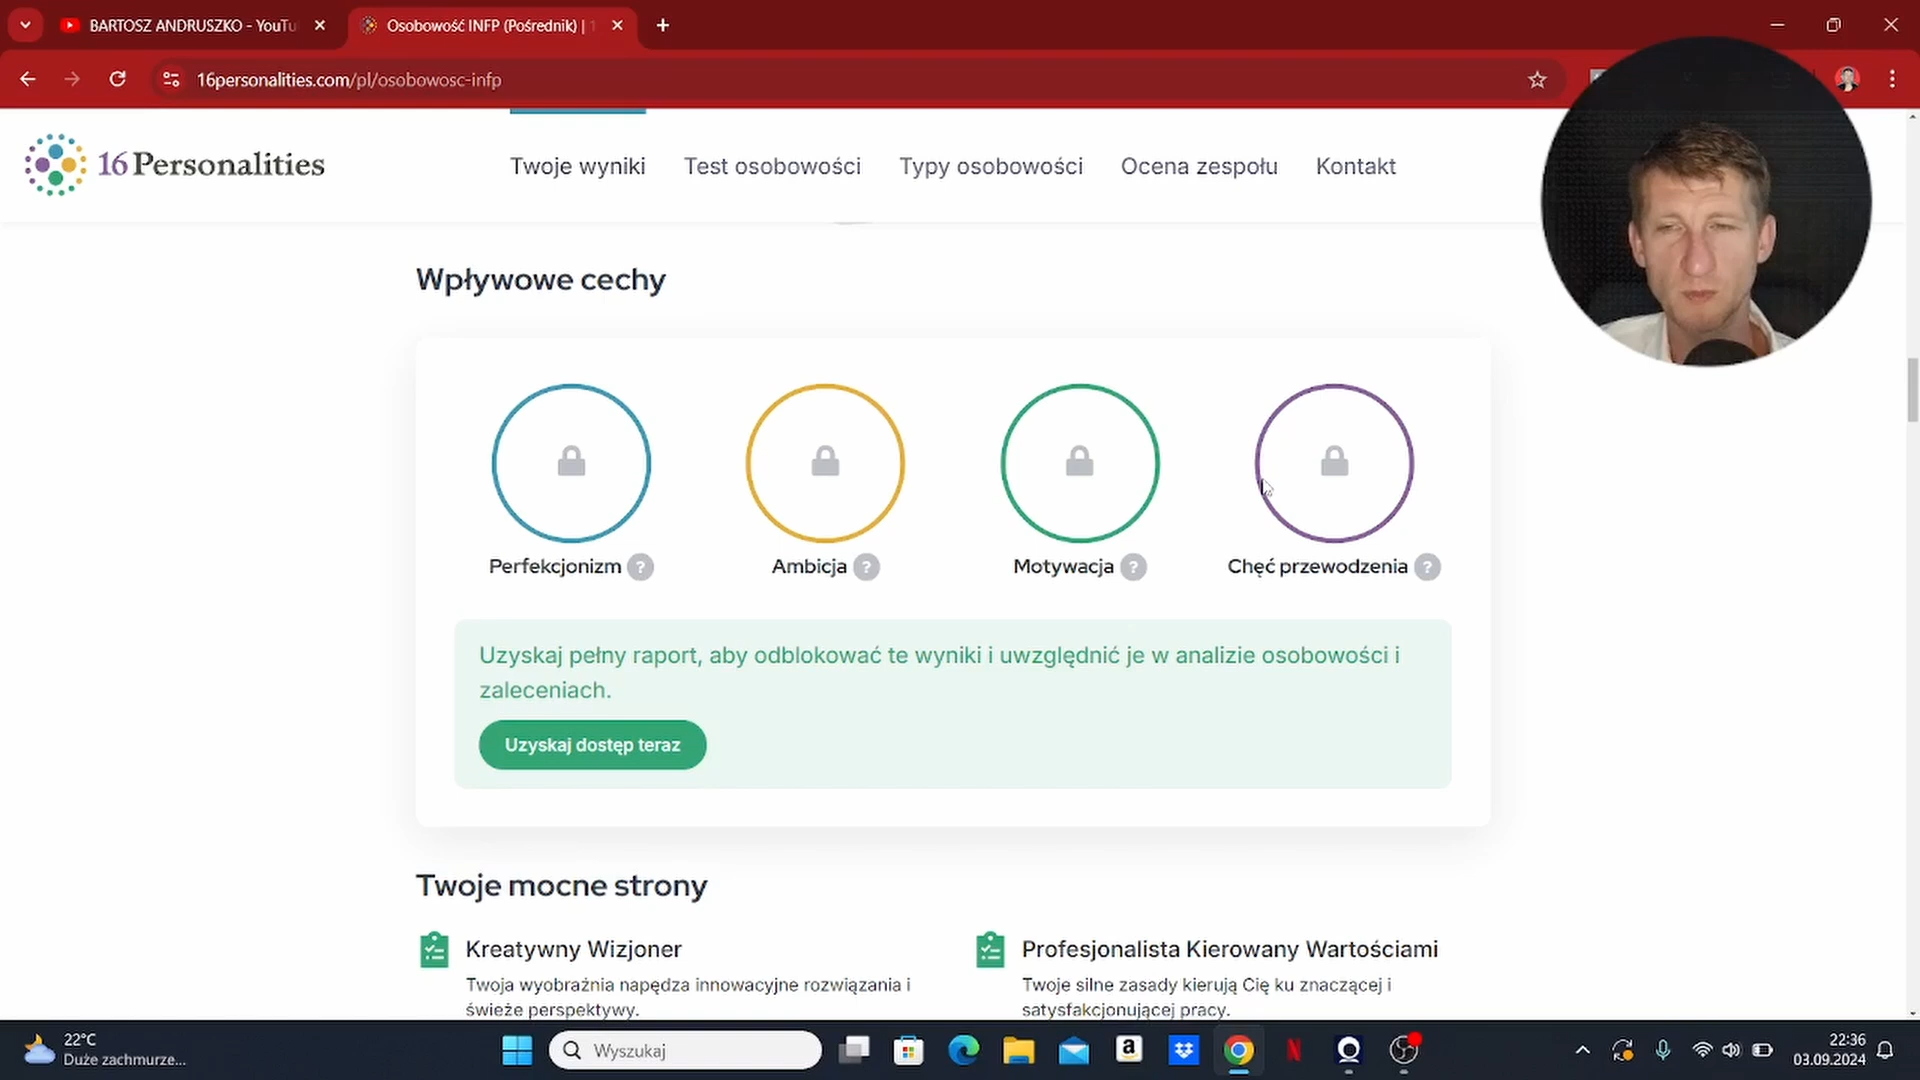 BARTOSZ ANDRUSZKO - YouTu
Osobowość INFP (Pośrednik) | 1
16personalities.com/pl/osobowosc-infp
16Personalities
Twoje wyniki
Test osobowości
Typy osobowości
Ocena zespołu
Kontakt
Wpływowe cechy
Perfekcjonizm ?
Ambicja ?
Motywacja ?
Chęć przewodzenia ?
Uzyskaj pełny raport, aby odblokować te wyniki i uwzględnić je w analizie osobowości i
zaleceniach.
Uzyskaj dostęp teraz
Twoje mocne strony
Kreatywny Wizjoner
Twoja wyobraźnia napędza innowacyjne rozwiązania i
świeże perspektywy.
Profesjonalista Kierowany Wartościami
Twoje silne zasady kierują Cię ku znaczącej i
satysfakcjonującej pracy.
22°C
Duże zachmurze...
Wyszukaj
a
N
22:36
03.09.2024